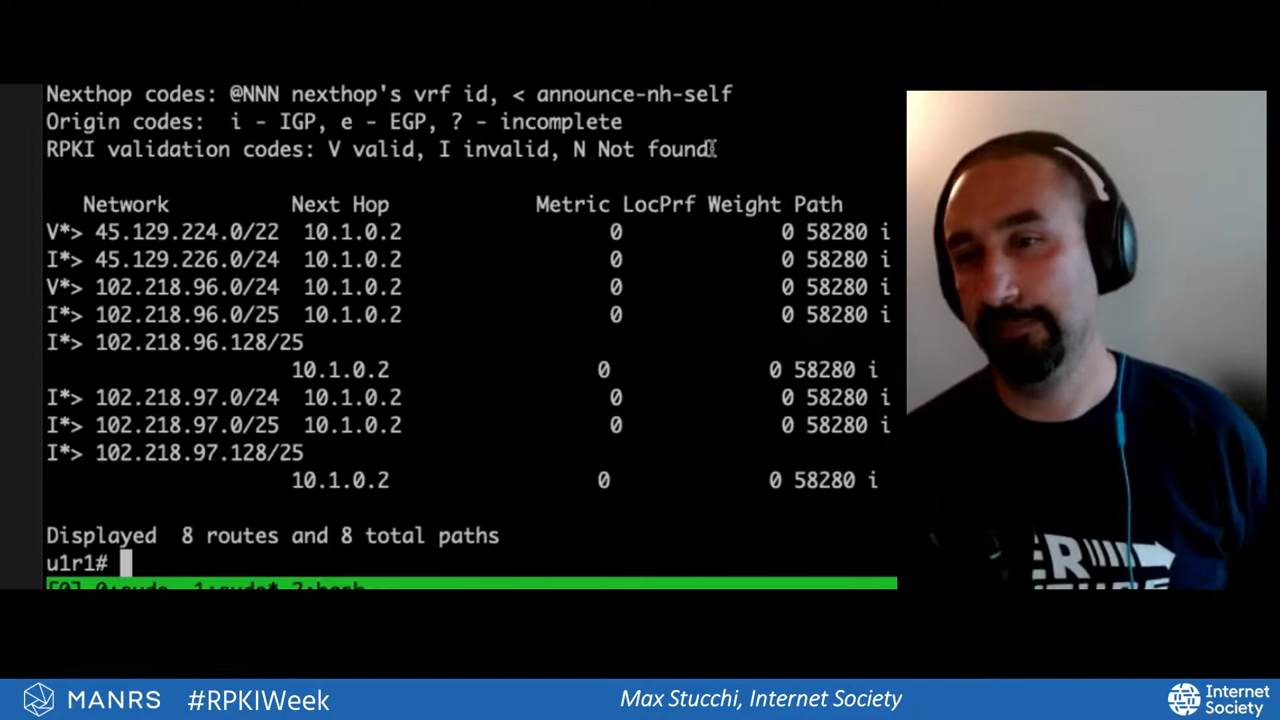 Nexthop codes: @NNN nexthop's vrf id, < announce-nh-self
Origin codes:  i - IGP, e - EGP, ? - incomplete
RPKI validation codes: V valid, I invalid, N Not found
Network Next Hop Metric LocPrf Weight Path
V*> 45.129.224.0/22 10.1.0.2 0 0 58280 i
I*> 45.129.226.0/24 10.1.0.2 0 0 58280 i
V*> 102.218.96.0/24 10.1.0.2 0 0 58280 i
I*> 102.218.96.0/25 10.1.0.2 0 0 58280 i
I*> 102.218.96.128/25
10.1.0.2 0 0 58280 i
I*> 102.218.97.0/24 10.1.0.2 0 0 58280 i
I*> 102.218.97.0/25 10.1.0.2 0 0 58280 i
I*> 102.218.97.128/25
10.1.0.2 0 0 58280 i
Displayed  8 routes and 8 total paths
u1r1#
MANRS #RPKIWeek Max Stucchi, Internet Society Internet Society